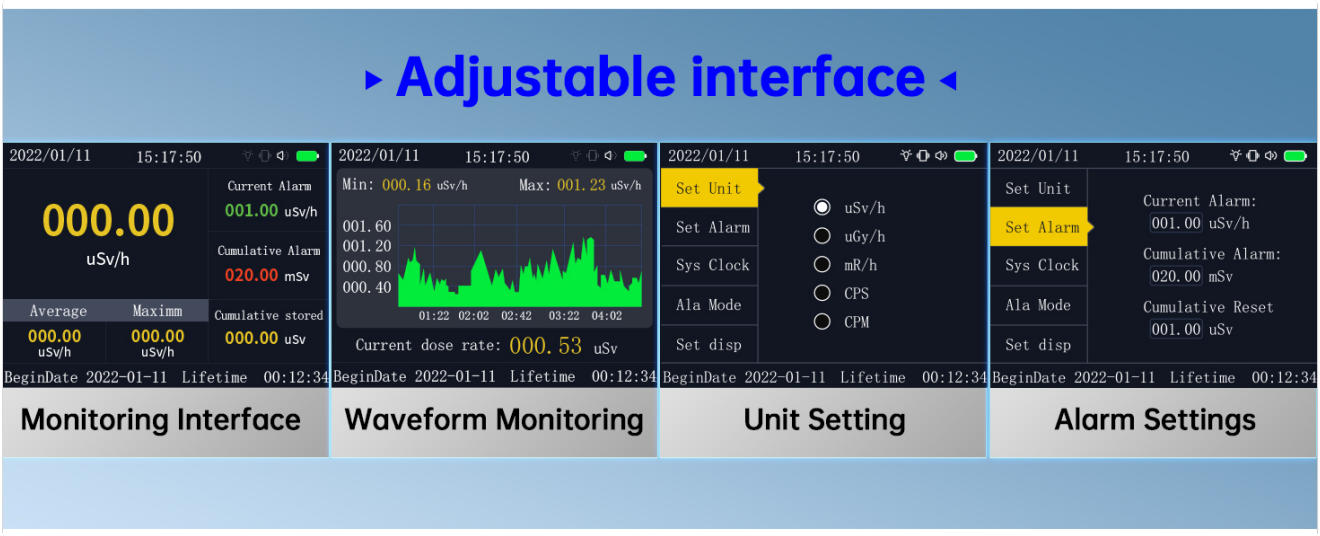 Adjustable interface
2022/01/11 15:17:50
000.00
uSv/h
Current Alarm
001.00 uSv/h
Cumulative Alarm
020.00 mSv
Average Maximm
000.00 000.00
uSv/h uSv/h
Cumulative stored
000.00 uSv
BeginDate 2022-01-11 Lifetime 00:12:34
Monitoring Interface
2022/01/11 15:17:50
Min: 000.16 uSv/h Max: 001.23 uSv/h
001.60
001.20
000.80
000.40
01:22 02:02 02:42 03:22 04:02
Current dose rate: 000.53 uSv
BeginDate 2022-01-11 Lifetime 00:12:34
Waveform Monitoring
2022/01/11 15:17:50
Set Unit
Set Alarm
Sys Clock
Ala Mode
Set disp
uSv/h
uGy/h
mR/h
CPS
CPM
BeginDate 2022-01-11 Lifetime 00:12:34
Unit Setting
2022/01/11 15:17:50
Set Unit
Set Alarm
Sys Clock
Ala Mode
Set disp
Current Alarm:
001.00 uSv/h
Cumulative Alarm:
020.00 mSv
Cumulative Reset
001.00 uSv
BeginDate 2022-01-11 Lifetime 00:12:34
Alarm Settings